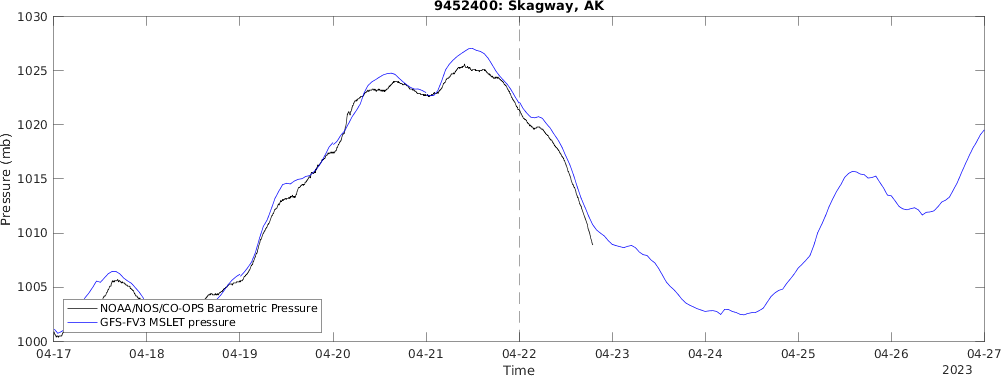 9452400: Skagway, AK
Pressure (mb)
1030
1025
1020
1015
1010
1005
1000
NOAA/NOS/CO-OPS Barometric Pressure
GFS-FV3 MSLET pressure
04-17 04-18 04-19 04-20 04-21 04-22 04-23 04-24 04-25 04-26 04-27
Time
2023